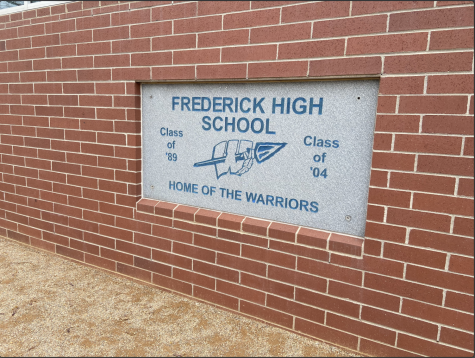 FREDERICK HIGH
SCHOOL
Class
of
'89
Class
of
'04
HOME OF THE WARRIORS